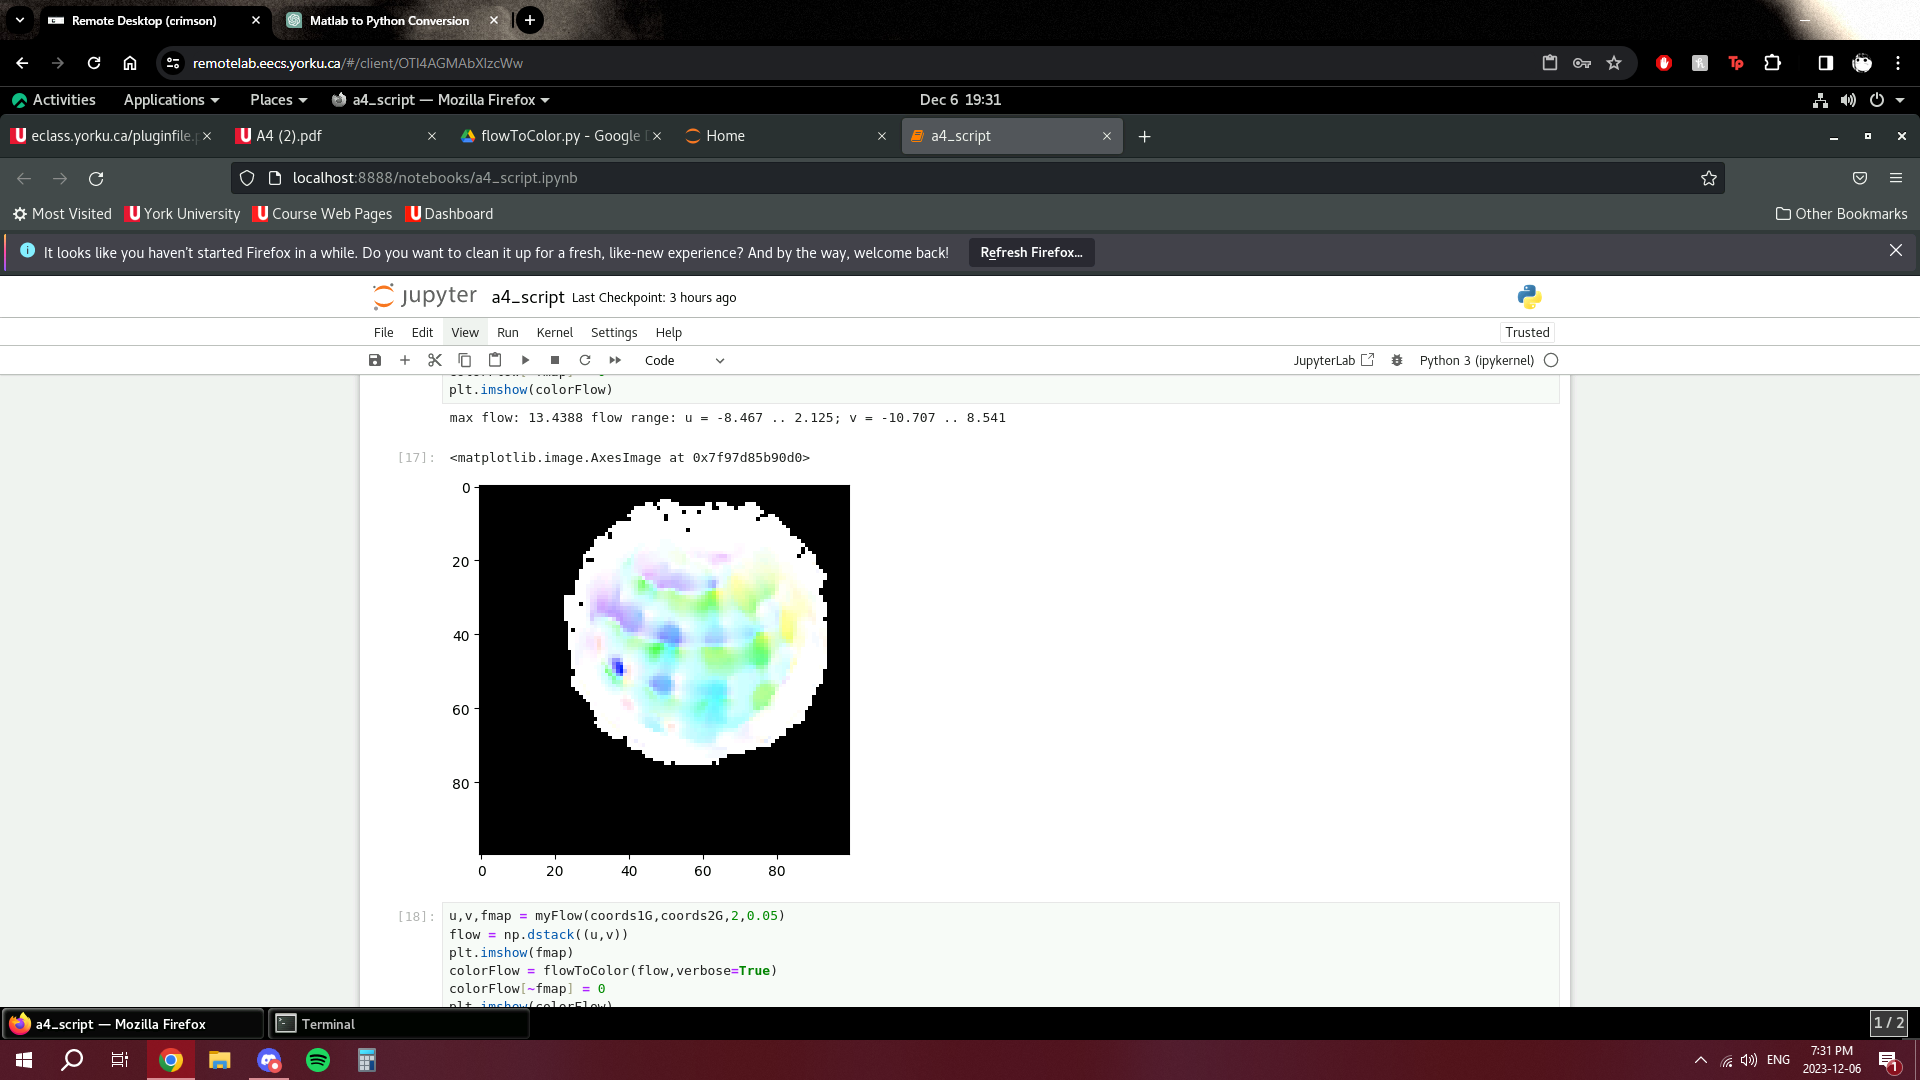 Remote Desktop (crimson)
Matlab to Python Conversion
remotelab.eecs.yorku.ca/#/client/OTI4AGMAbXlzcWw
Activities Applications Places a4_script — Mozilla Firefox Dec 6 19:31
eclass.yorku.ca/pluginfile.p
A4 (2).pdf
flowToColor.py - Google D
Home
a4_script
localhost:8888/notebooks/a4_script.ipynb
Most Visited York University Course Web Pages Dashboard Other Bookmarks
It looks like you haven't started Firefox in a while. Do you want to clean it up for a fresh, like-new experience? And by the way, welcome back! Refresh Firefox...
jupyter a4_script Last Checkpoint: 3 hours ago
File Edit View Run Kernel Settings Help Trusted
Code JupyterLab Python 3 (ipykernel)
plt.imshow(colorFlow)
max flow: 13.4388 flow range: u = -8.467 .. 2.125; v = -10.707 .. 8.541
[17]: <matplotlib.image.AxesImage at 0x7f97d85b90d0>
0
20
40
60
80
0 20 40 60 80
[18]: u,v,fmap = myFlow(coords1G,coords2G,2,0.05)
flow = np.dstack((u,v))
plt.imshow(fmap)
colorFlow = flowToColor(flow,verbose=True)
colorFlow[~fmap] = 0
plt.imshow(colorFlow)
a4_script — Mozilla Firefox Terminal 1 / 2
ENG 7:31 PM
2023-12-06
1